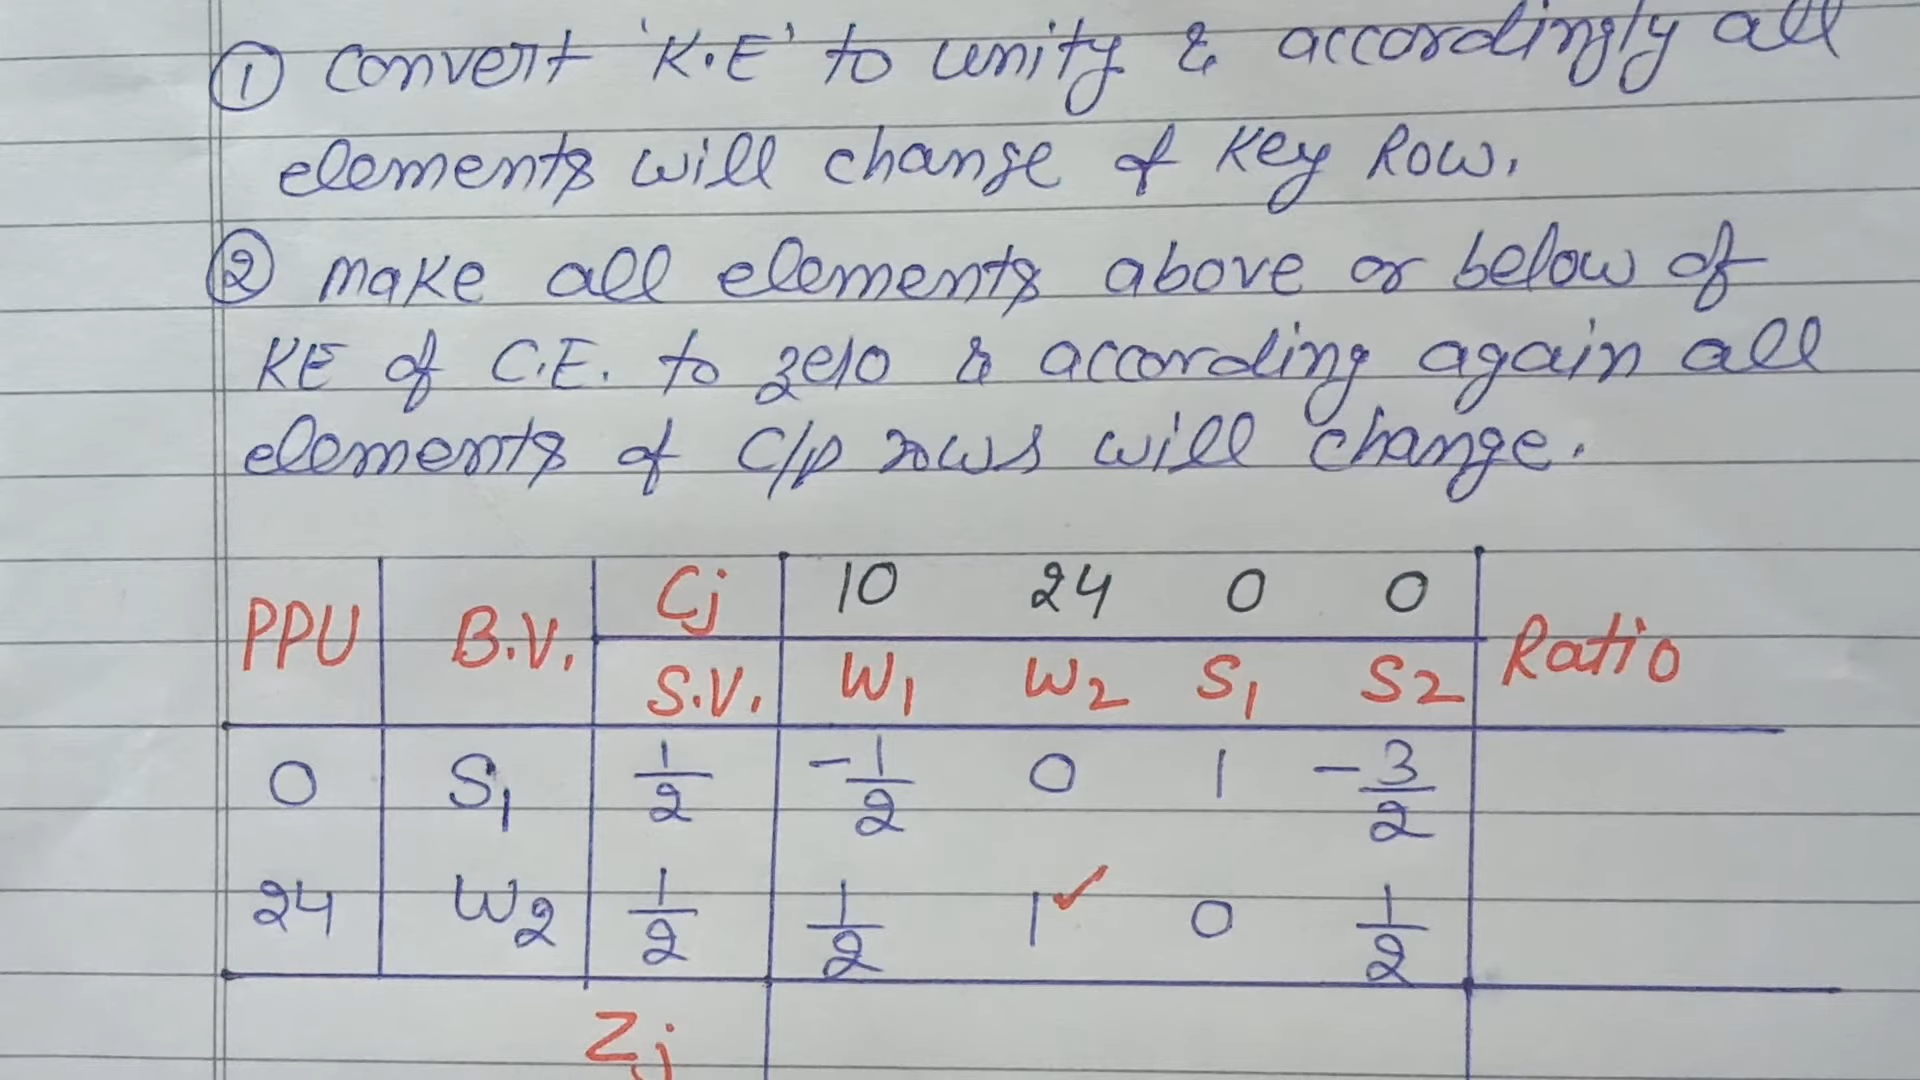 ① Convert 'K.E' to unity & accordingly all
elements will change of Key Row.
② Make all elements above or below of
KE of C.E. to zero & according again all
elements of C/p rows will change.
PPU B.V. Cj 10 24 0 0 Ratio
S.V. W1 W2 S1 S2
0 S1 1/2 -1/2 0 1 -3/2
24 W2 1/2 1/2 1✓ 0 1/2
Zj